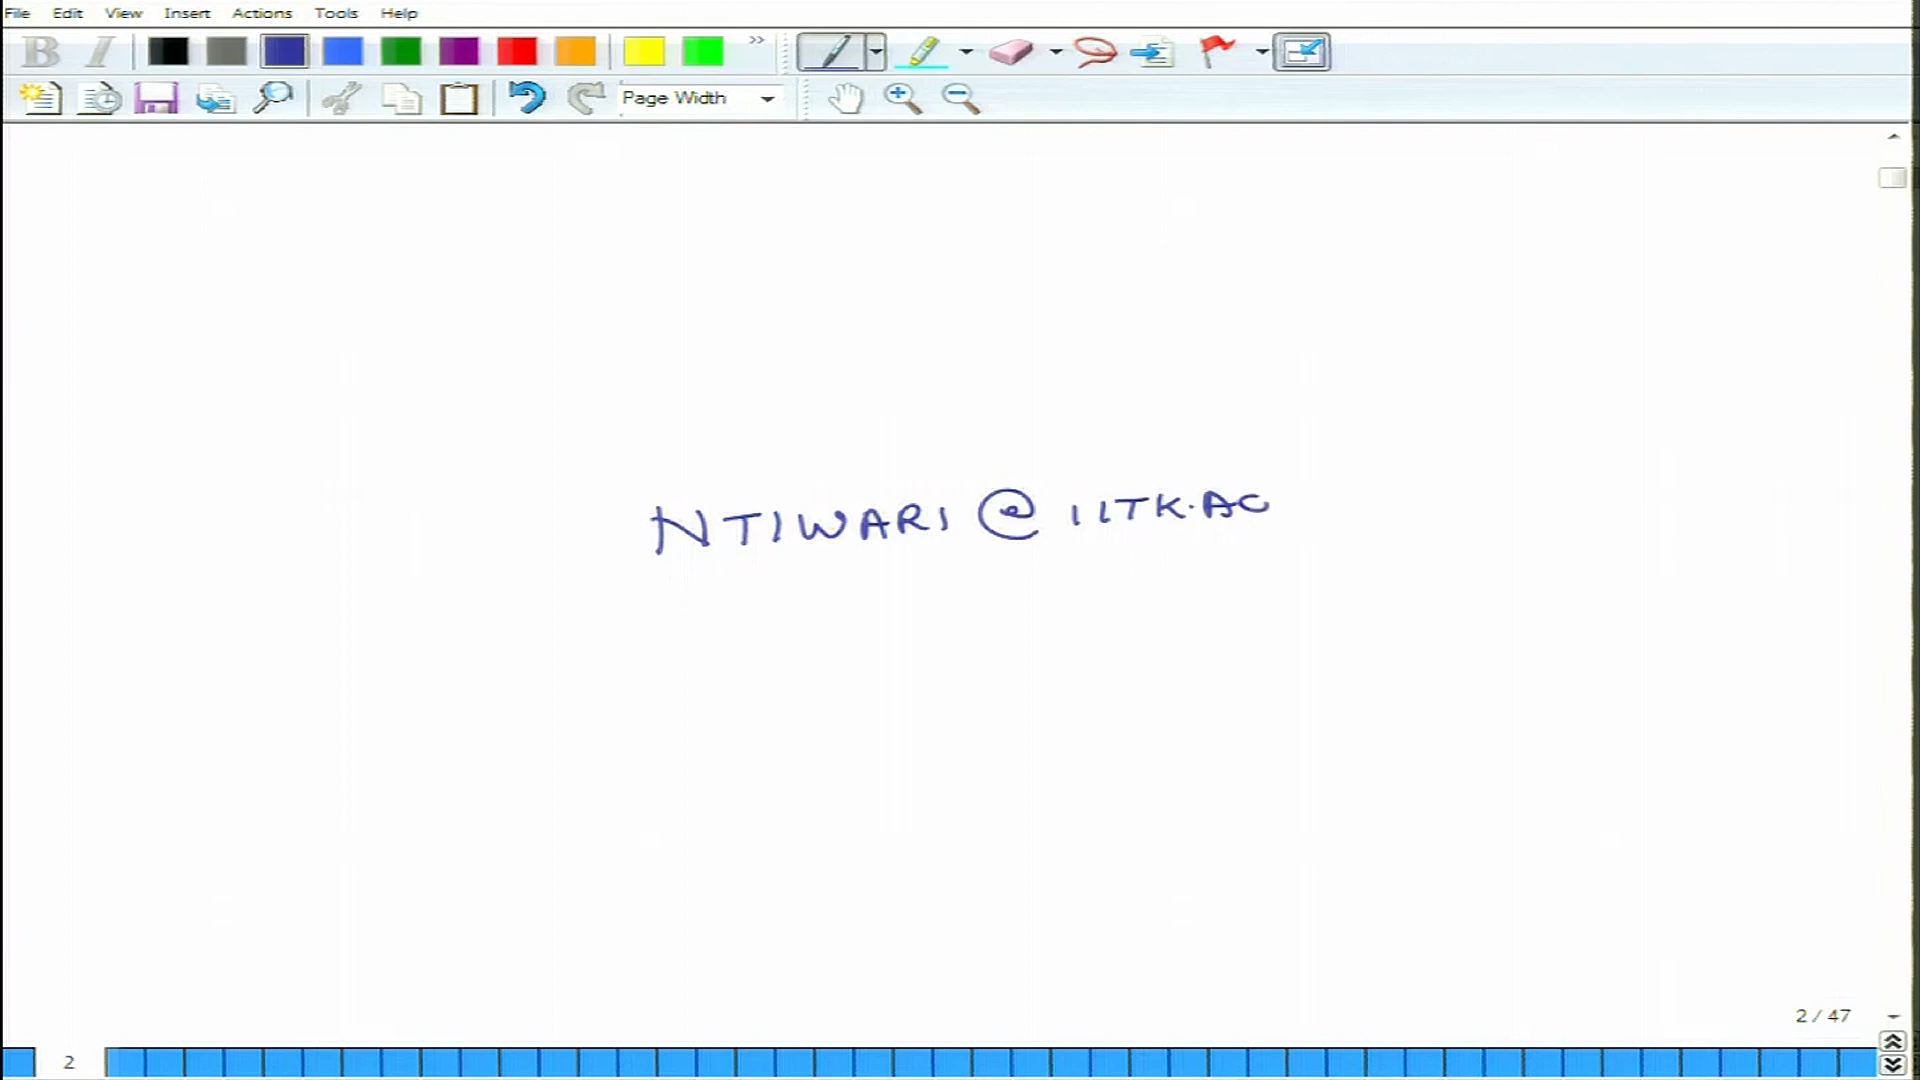 File Edit View Insert Actions Tools Help
B I »
Page Width
NTIWARI @ IITK.AC
2 / 47
2